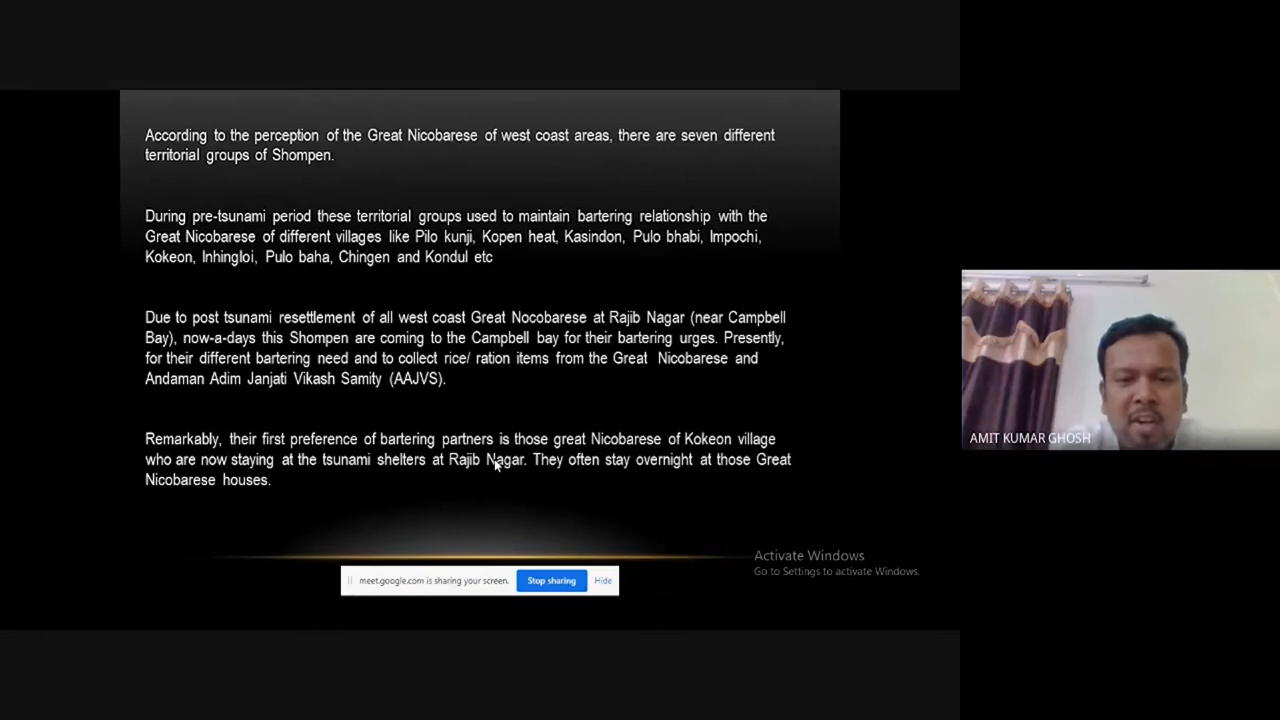 According to the perception of the Great Nicobarese of west coast areas, there are seven different
territorial groups of Shompen.
During pre-tsunami period these territorial groups used to maintain bartering relationship with the
Great Nicobarese of different villages like Pilo kunji, Kopen heat, Kasindon, Pulo bhabi, Impochi,
Kokeon, Inhingloi, Pulo baha, Chingen and Kondul etc
Due to post tsunami resettlement of all west coast Great Nocobarese at Rajib Nagar (near Campbell
Bay), now-a-days this Shompen are coming to the Campbell bay for their bartering urges. Presently,
for their different bartering need and to collect rice/ ration items from the Great Nicobarese and
Andaman Adim Janjati Vikash Samity (AAJVS).
Remarkably, their first preference of bartering partners is those great Nicobarese of Kokeon village
who are now staying at the tsunami shelters at Rajib Nagar. They often stay overnight at those Great
Nicobarese houses.
AMIT KUMAR GHOSH
Activate Windows
Go to Settings to activate Windows.
meet.google.com is sharing your screen. Stop sharing Hide